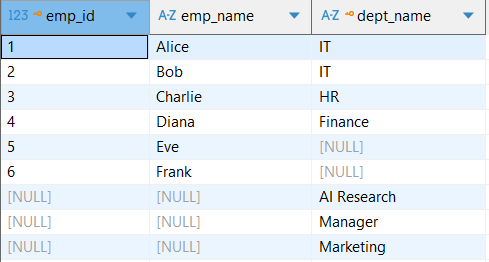 123 emp_id A-Z emp_name A-Z dept_name
1 Alice IT
2 Bob IT
3 Charlie HR
4 Diana Finance
5 Eve [NULL]
6 Frank [NULL]
[NULL] [NULL] AI Research
[NULL] [NULL] Manager
[NULL] [NULL] Marketing